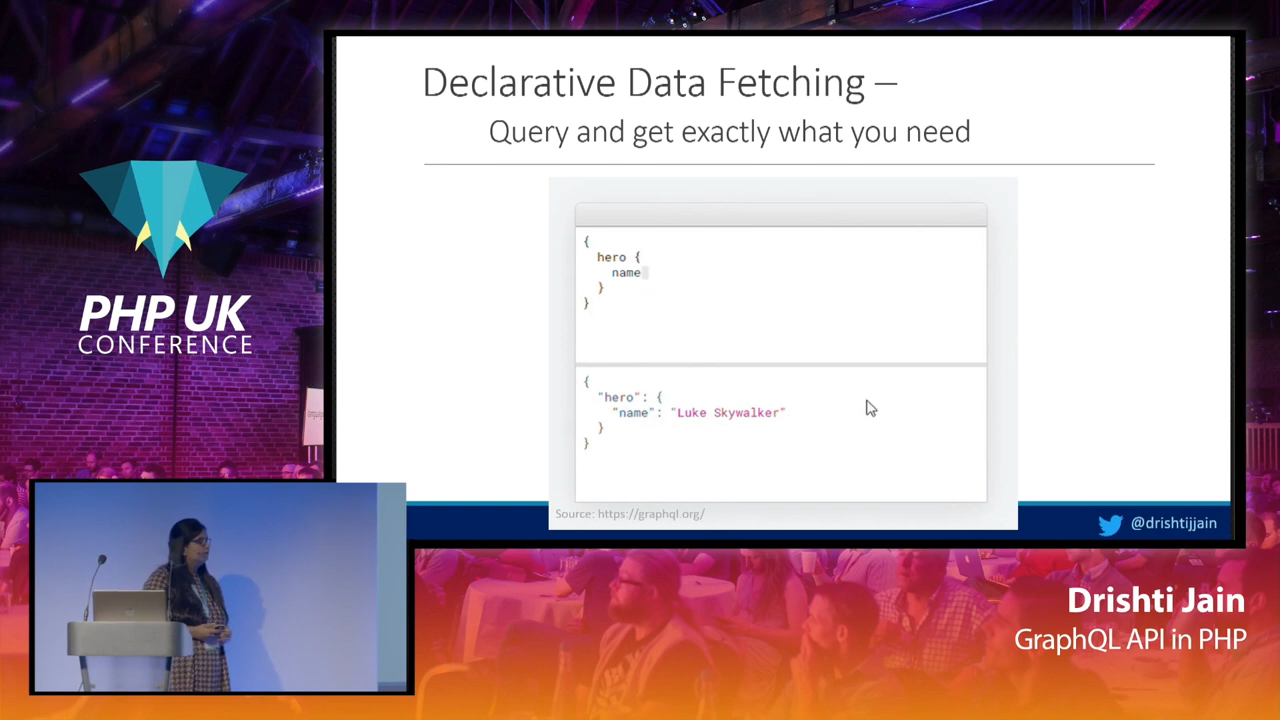 Declarative Data Fetching –
Query and get exactly what you need
{
hero {
name
}
}
{
"hero": {
"name": "Luke Skywalker"
}
}
Source: https://graphql.org/
@drishtijjain
PHP UK
CONFERENCE
Drishti Jain
GraphQL API in PHP